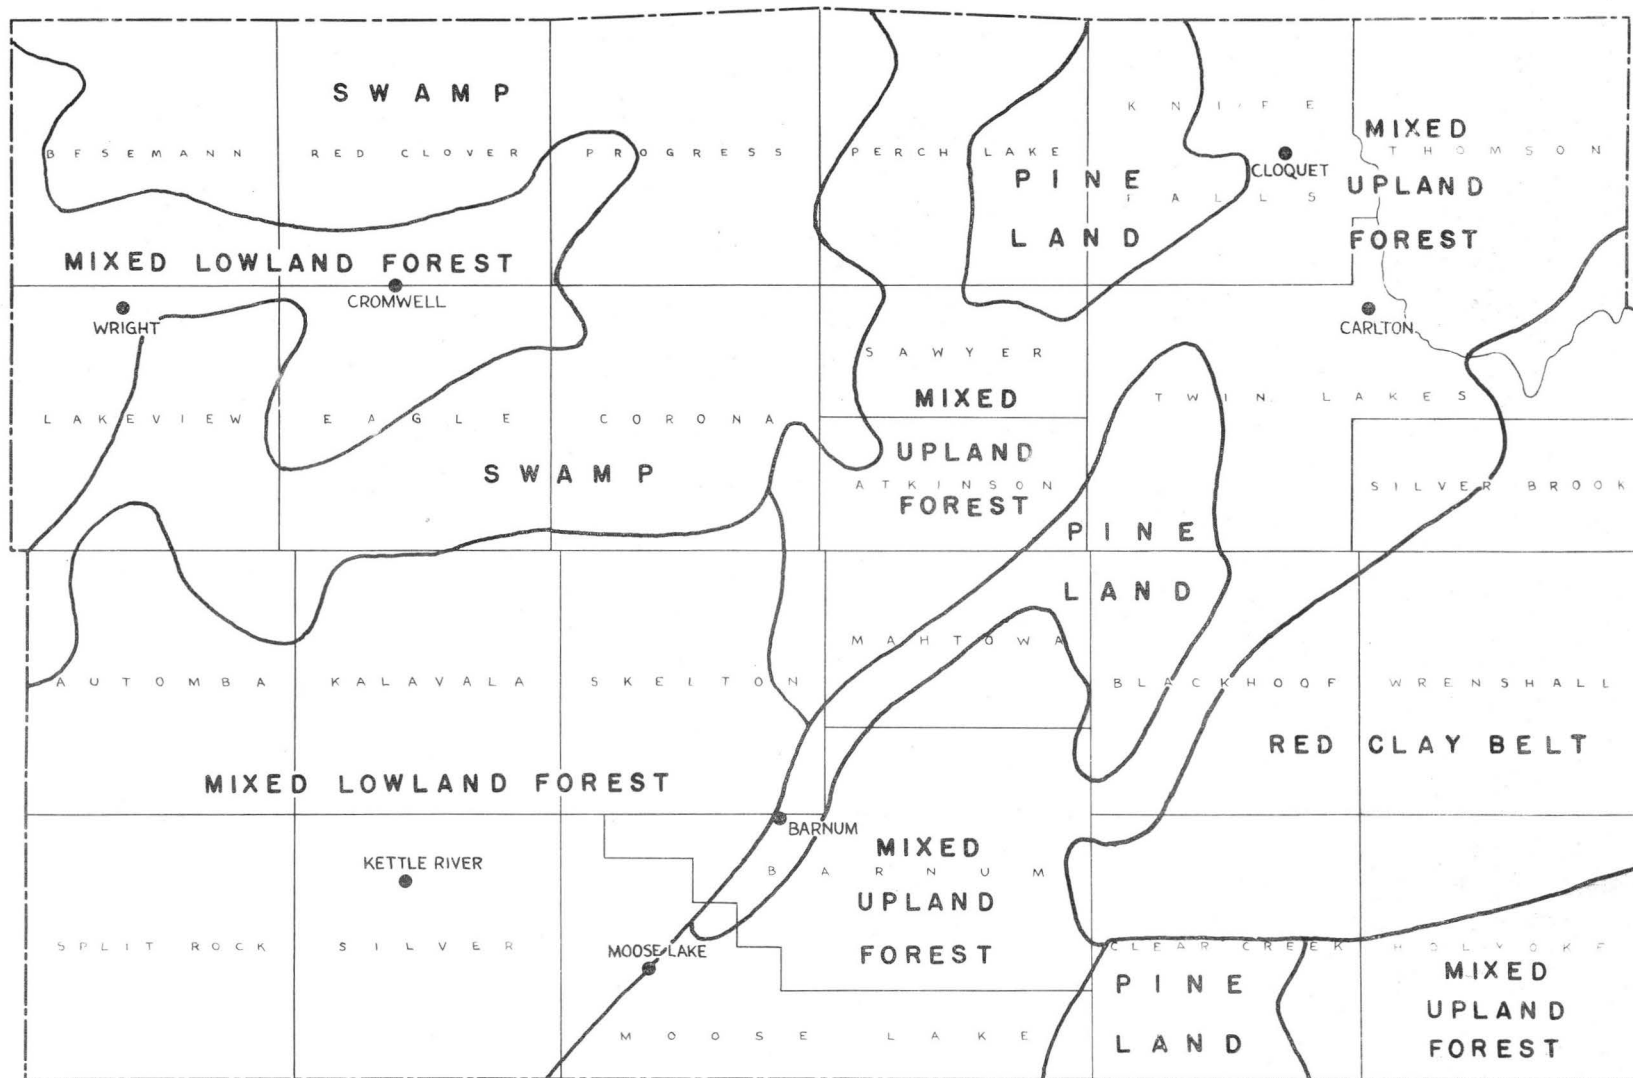 SWAMP
KNIFE
MIXED
BESEMANN RED CLOVER PROGRESS PERCH LAKE THOMSON
CLOQUET
PINE
UPLAND
FALLS
LAND
FOREST
MIXED LOWLAND FOREST
CROMWELL
WRIGHT
CARLTON
SAWYER
MIXED
TWIN LAKES
LAKEVIEW EAGLE CORONA
UPLAND
SWAMP
ATKINSON
SILVER BROOK
FOREST
PINE
LAND
MAHTOWA
AUTOMBA KALAVALA SKELTON BLACKHOOF WRENSHALL
RED CLAY BELT
MIXED LOWLAND FOREST
BARNUM
MIXED
KETTLE RIVER
BARNUM
UPLAND
SPLIT ROCK SILVER
MOOSE LAKE
FOREST
CLEAR CREEK HOLYOKE
MIXED
PINE
UPLAND
MOOSE LAKE
LAND
FOREST